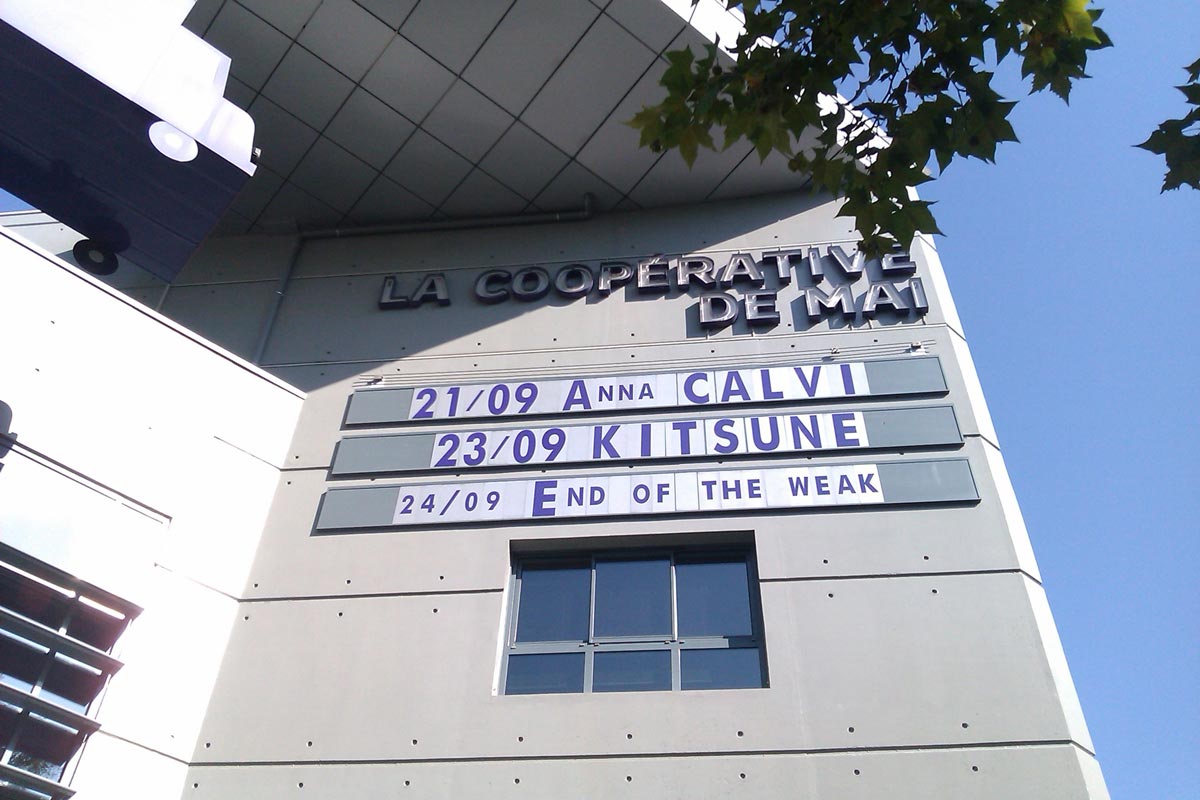 LA COOPÉRATIVE
DE MAI
21/09 ANNA CALVI
23/09 KITSUNE
24/09 END OF THE WEAK